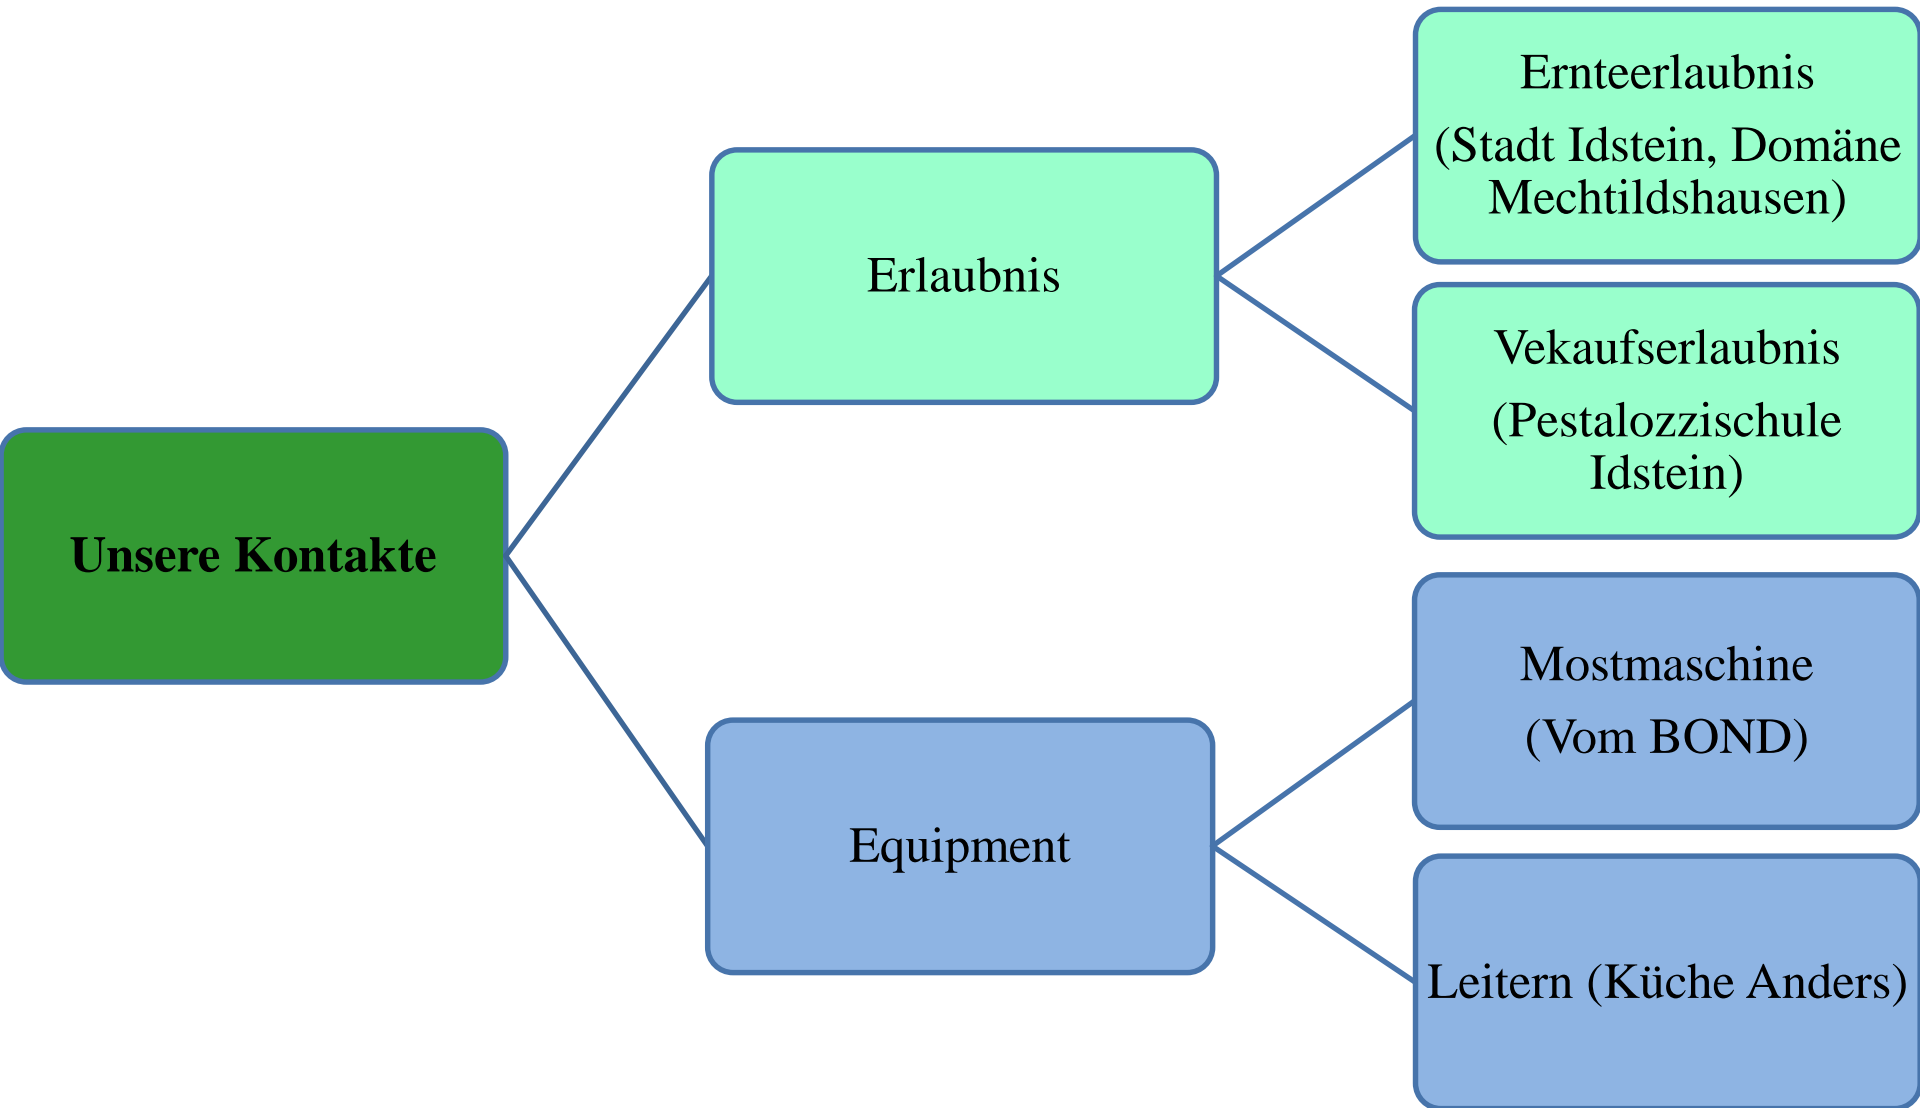 Unsere Kontakte
Erlaubnis
Ernteerlaubnis
(Stadt Idstein, Domäne
Mechtildshausen)
Vekaufserlaubnis
(Pestalozzischule
Idstein)
Equipment
Mostmaschine
(Vom BOND)
Leitern (Küche Anders)